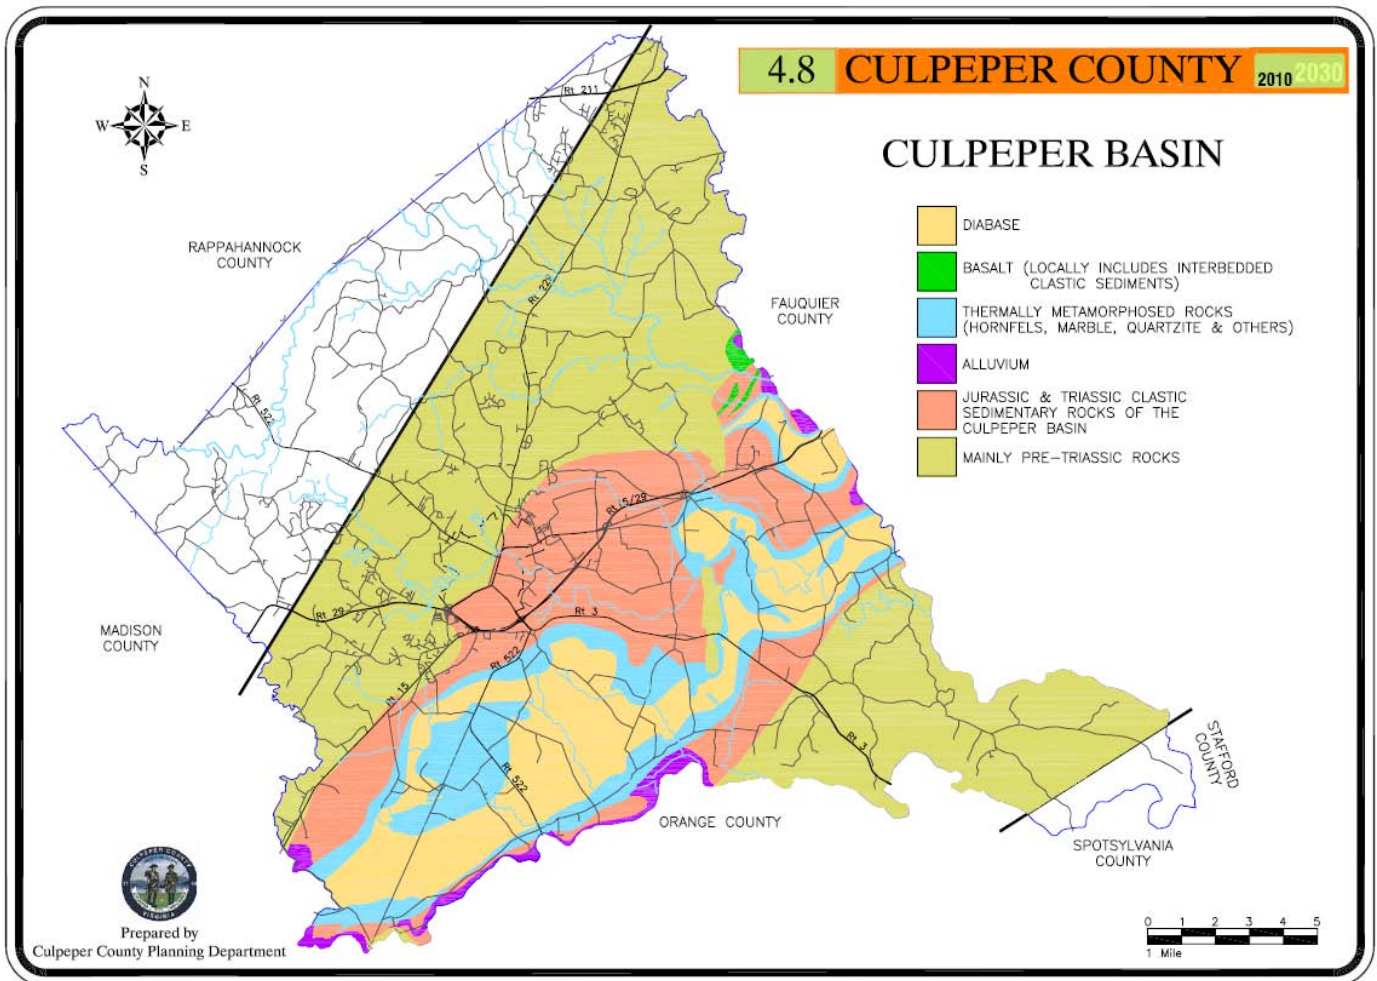 4.8 CULPEPER COUNTY 2010 2030
CULPEPER BASIN
N
W E
S
DIABASE
BASALT (LOCALLY INCLUDES INTERBEDDED
CLASTIC SEDIMENTS)
THERMALLY METAMORPHOSED ROCKS
(HORNFELS, MARBLE, QUARTZITE & OTHERS)
ALLUVIUM
JURASSIC & TRIASSIC CLASTIC
SEDIMENTARY ROCKS OF THE
CULPEPER BASIN
MAINLY PRE-TRIASSIC ROCKS
RAPPAHANNOCK
COUNTY
FAUQUIER
COUNTY
MADISON
COUNTY
ORANGE COUNTY
STAFFORD
COUNTY
SPOTSYLVANIA
COUNTY
Rt 211
Rt 229
Rt 522
Rt 15/29
Rt 29
Rt 3
Rt 522
Rt 15
Rt 522
Rt 3
CULPEPER COUNTY
VIRGINIA
Prepared by
Culpeper County Planning Department
0 1 2 3 4 5
1 Mile